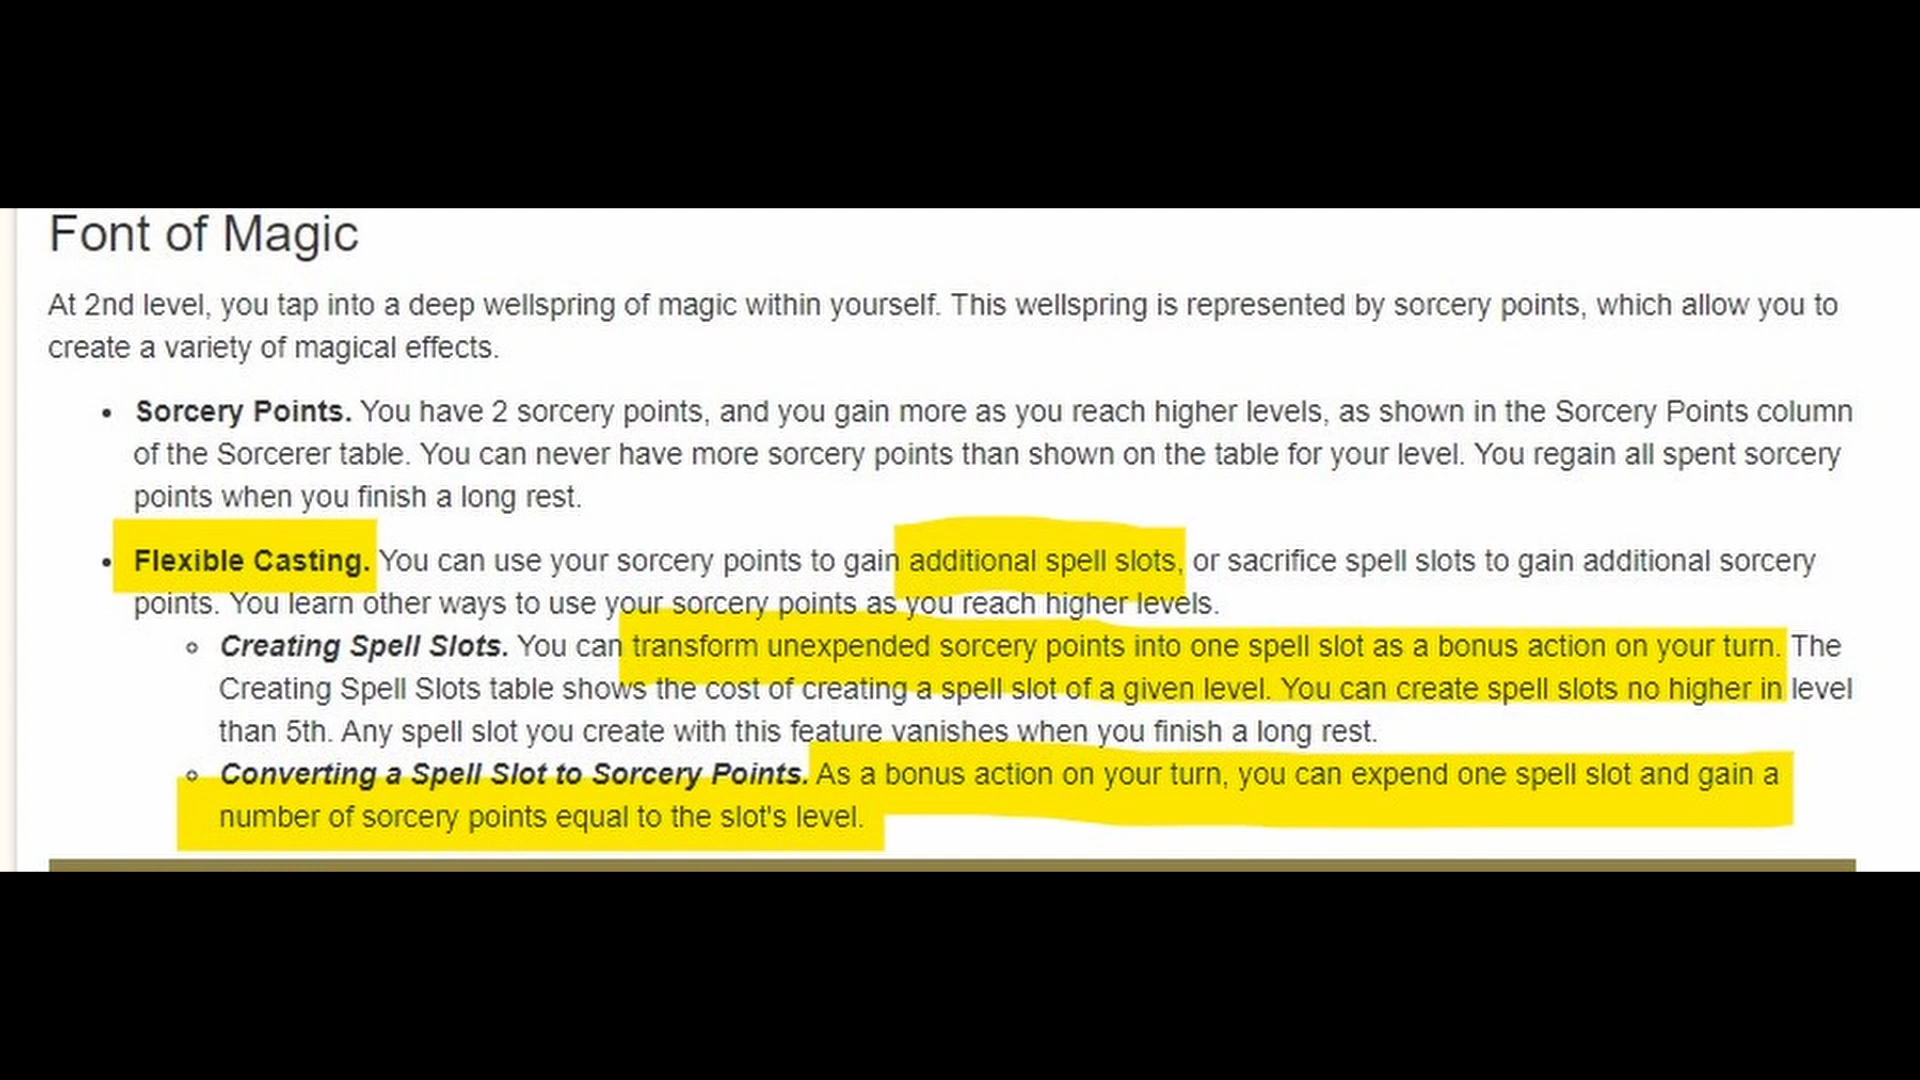 Font of Magic
At 2nd level, you tap into a deep wellspring of magic within yourself. This wellspring is represented by sorcery points, which allow you to
create a variety of magical effects.
• Sorcery Points. You have 2 sorcery points, and you gain more as you reach higher levels, as shown in the Sorcery Points column
of the Sorcerer table. You can never have more sorcery points than shown on the table for your level. You regain all spent sorcery
points when you finish a long rest.
• Flexible Casting. You can use your sorcery points to gain additional spell slots, or sacrifice spell slots to gain additional sorcery
points. You learn other ways to use your sorcery points as you reach higher levels.
◦ Creating Spell Slots. You can transform unexpended sorcery points into one spell slot as a bonus action on your turn. The
Creating Spell Slots table shows the cost of creating a spell slot of a given level. You can create spell slots no higher in level
than 5th. Any spell slot you create with this feature vanishes when you finish a long rest.
◦ Converting a Spell Slot to Sorcery Points. As a bonus action on your turn, you can expend one spell slot and gain a
number of sorcery points equal to the slot's level.